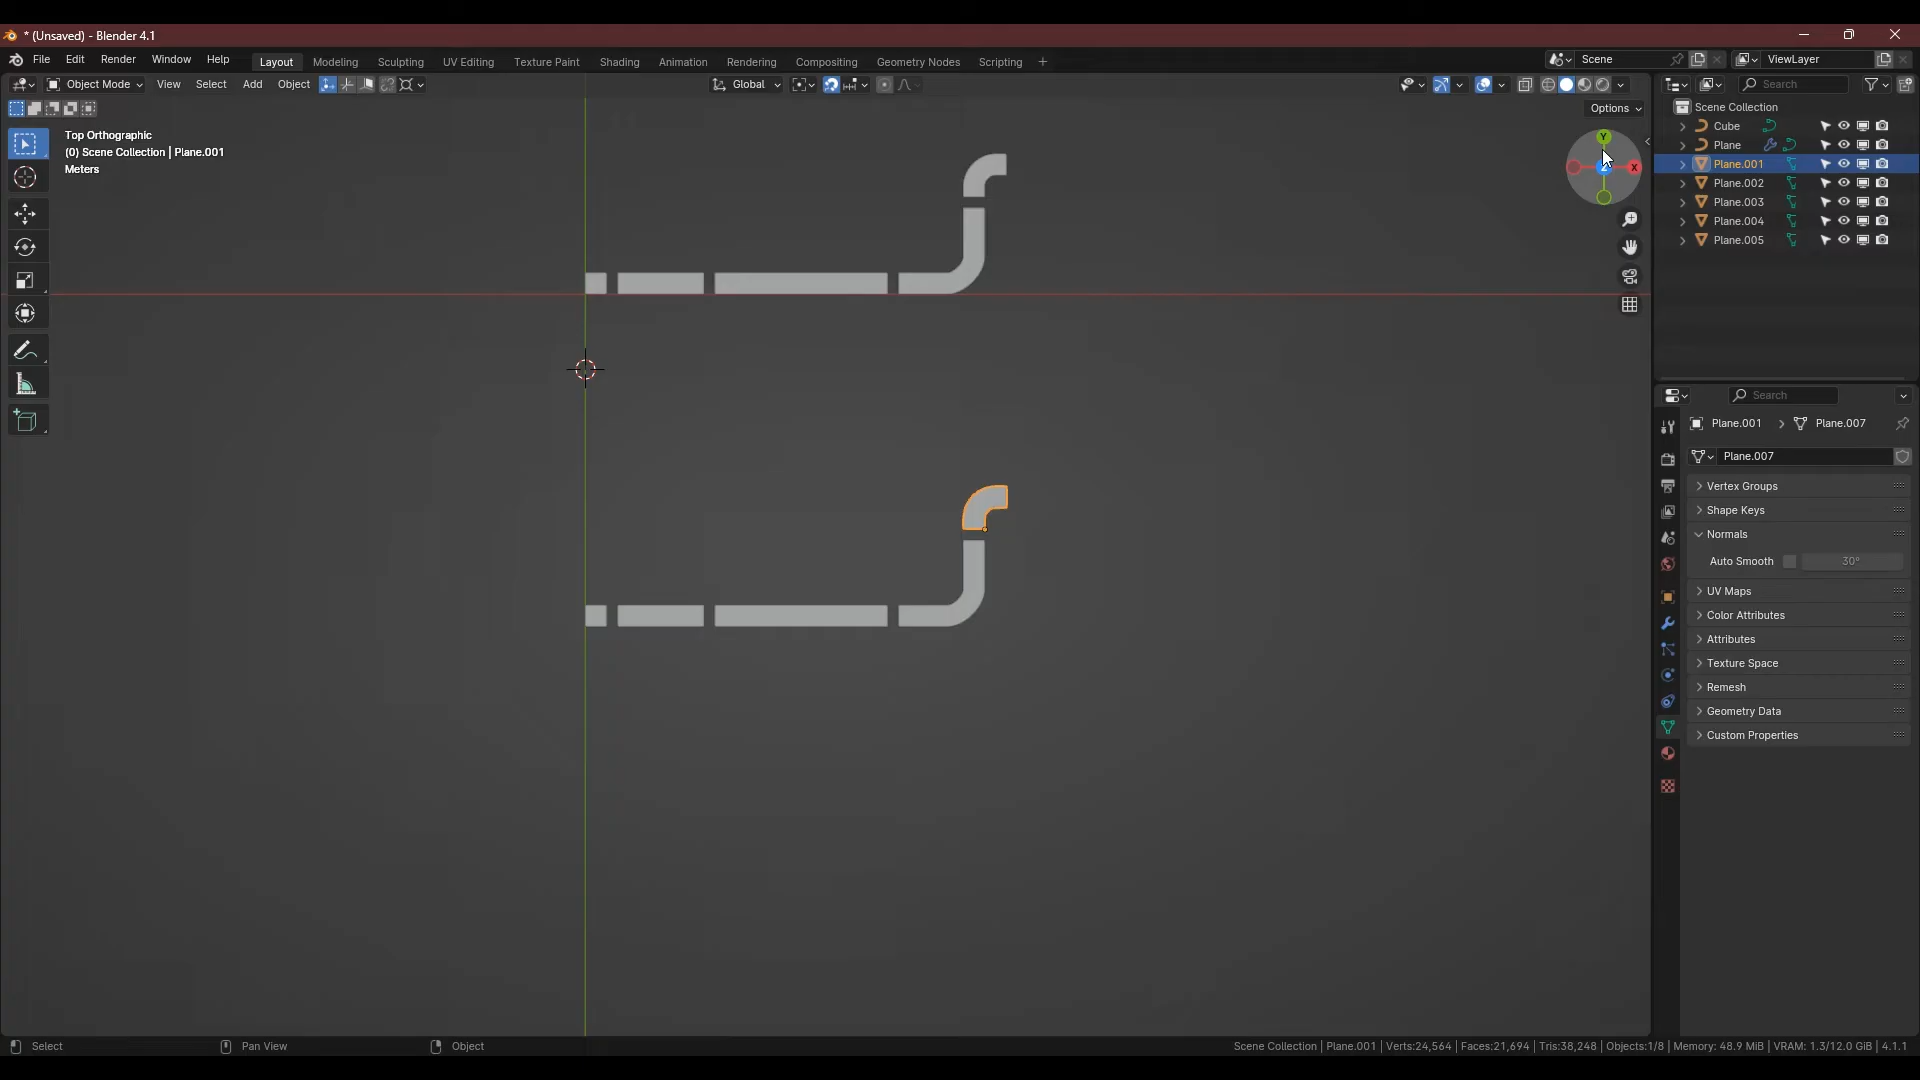 * (Unsaved) - Blender 4.1
File Edit Render Window Help Layout Modeling Sculpting UV Editing Texture Paint Shading Animation Rendering Compositing Geometry Nodes Scripting + Scene ViewLayer
Object Mode View Select Add Object Global Search
Options
Top Orthographic
(0) Scene Collection | Plane.001
Meters
Y
X
Z
Scene Collection
Cube
Plane
Plane.001
Plane.002
Plane.003
Plane.004
Plane.005
Search
Plane.001 > Plane.007
Plane.007
Vertex Groups
Shape Keys
Normals
Auto Smooth 30°
UV Maps
Color Attributes
Attributes
Texture Space
Remesh
Geometry Data
Custom Properties
Select Pan View Object Scene Collection | Plane.001 | Verts:24,564 | Faces:21,694 | Tris:38,248 | Objects:1/8 | Memory: 48.9 MiB | VRAM: 1.3/12.0 GiB | 4.1.1